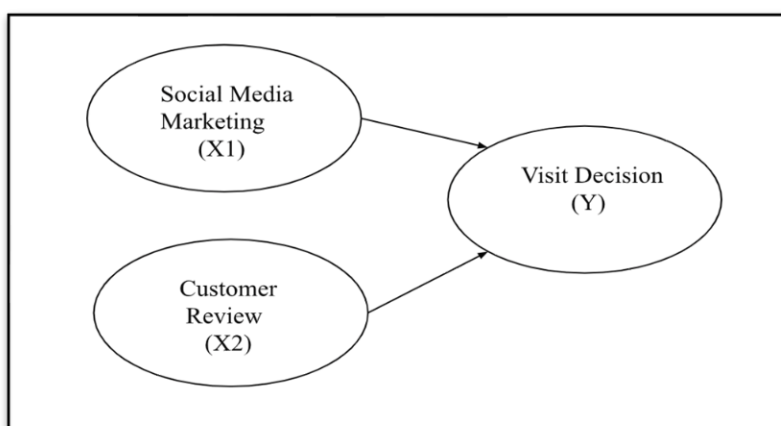 Social Media
Marketing
(X1)
Visit Decision
(Y)
Customer
Review
(X2)